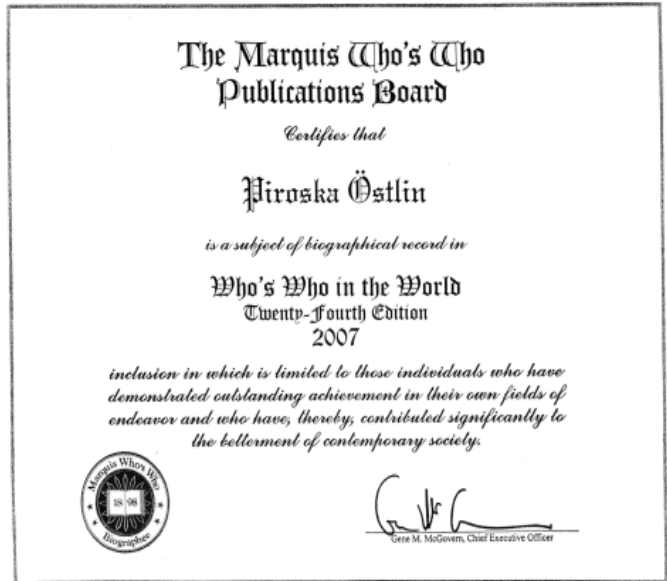 The Marquis Who's Who
Publications Board
Certifies that
Piroska Östlin
is a subject of biographical record in
Who's Who in the World
Twenty-Fourth Edition
2007
inclusion in which is limited to those individuals who have
demonstrated outstanding achievement in their own fields of
endeavor and who have, thereby, contributed significantly to
the betterment of contemporary society.
Marquis Who's Who
18 98
Biographee
Gene M. McGovern, Chief Executive Officer